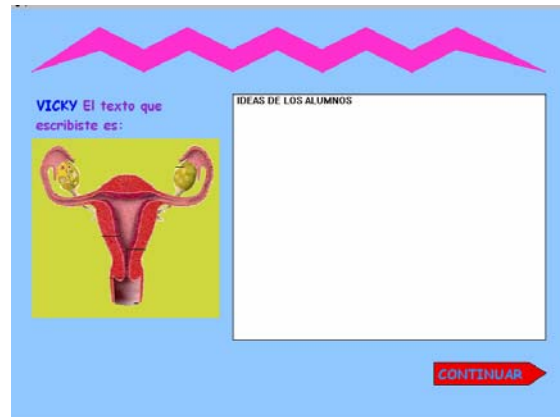 VICKY El texto que
escribiste es:
IDEAS DE LOS ALUMNOS
CONTINUAR